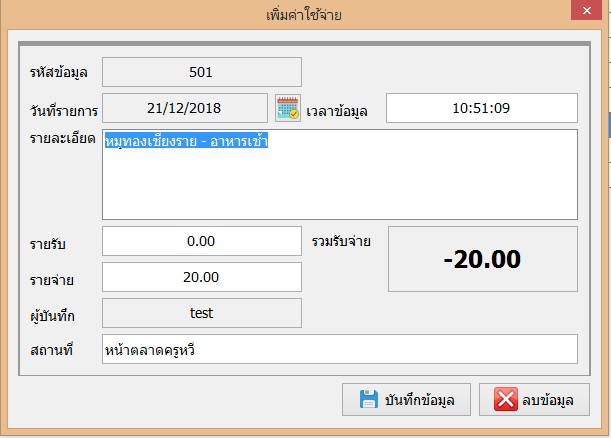 เพิ่มค่าใช้จ่าย
รหัสข้อมูล 501
วันที่รายการ 21/12/2018 เวลาข้อมูล 10:51:09
รายละเอียด หมูทองเชียงราย - อาหารเช้า
รายรับ 0.00 รวมรับจ่าย -20.00
รายจ่าย 20.00
ผู้บันทึก test
สถานที่ หน้าตลาดครูหวี
บันทึกข้อมูล ลบข้อมูล